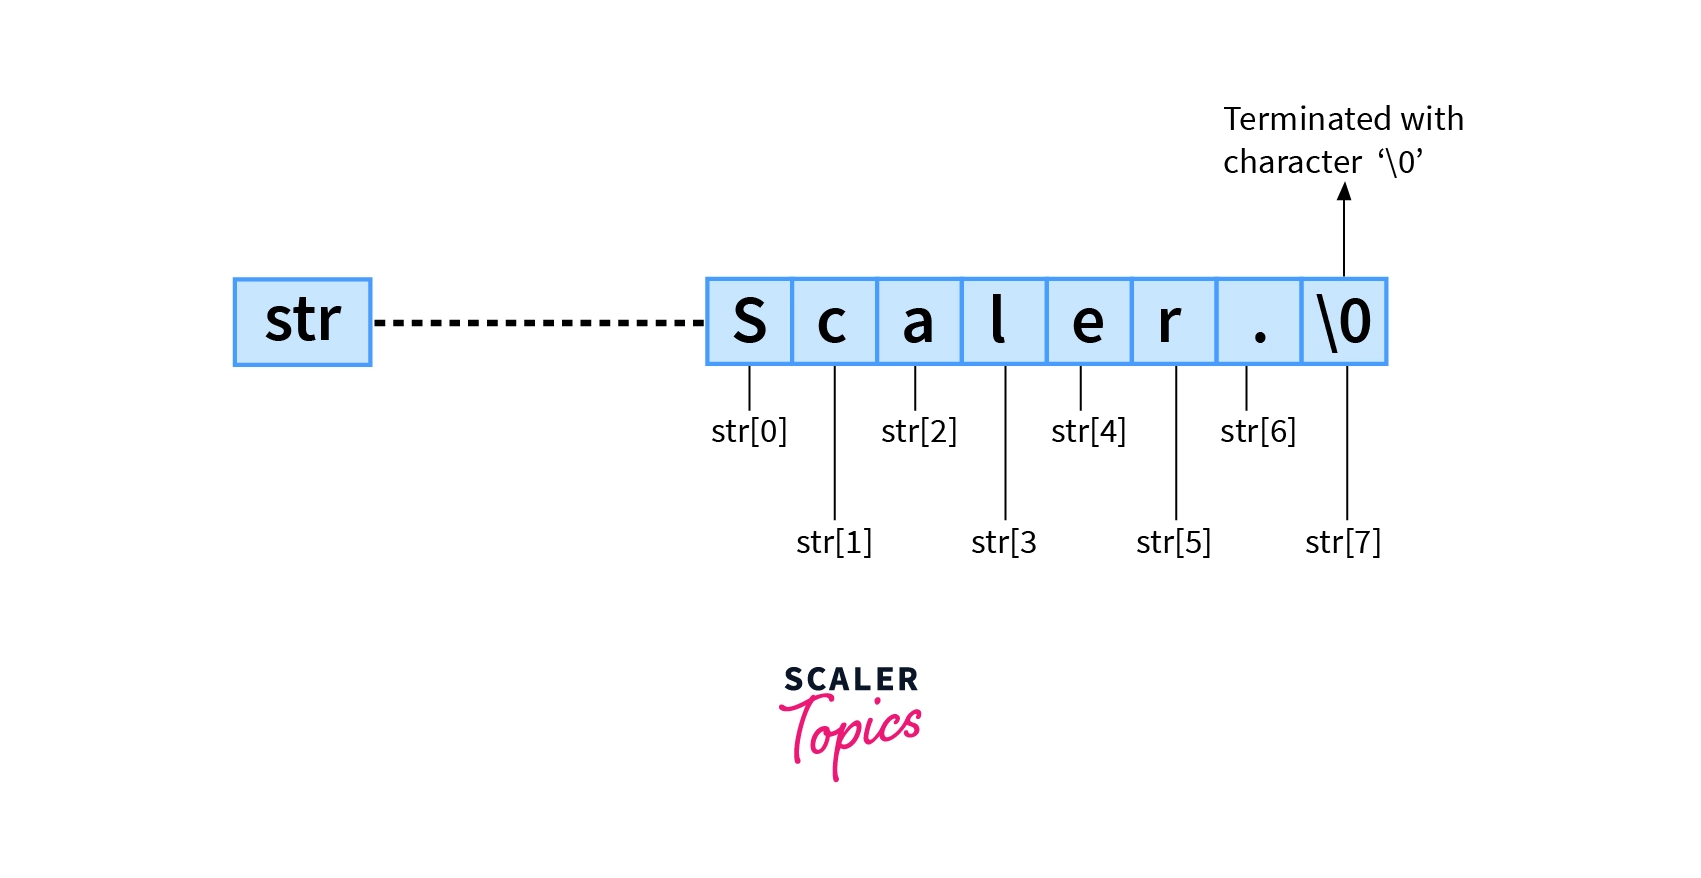 Terminated with
character ‘\0’
str
S c a l e r . \0
str[0] str[2] str[4] str[6]
str[1] str[3 str[5] str[7]
SCALER
Topics